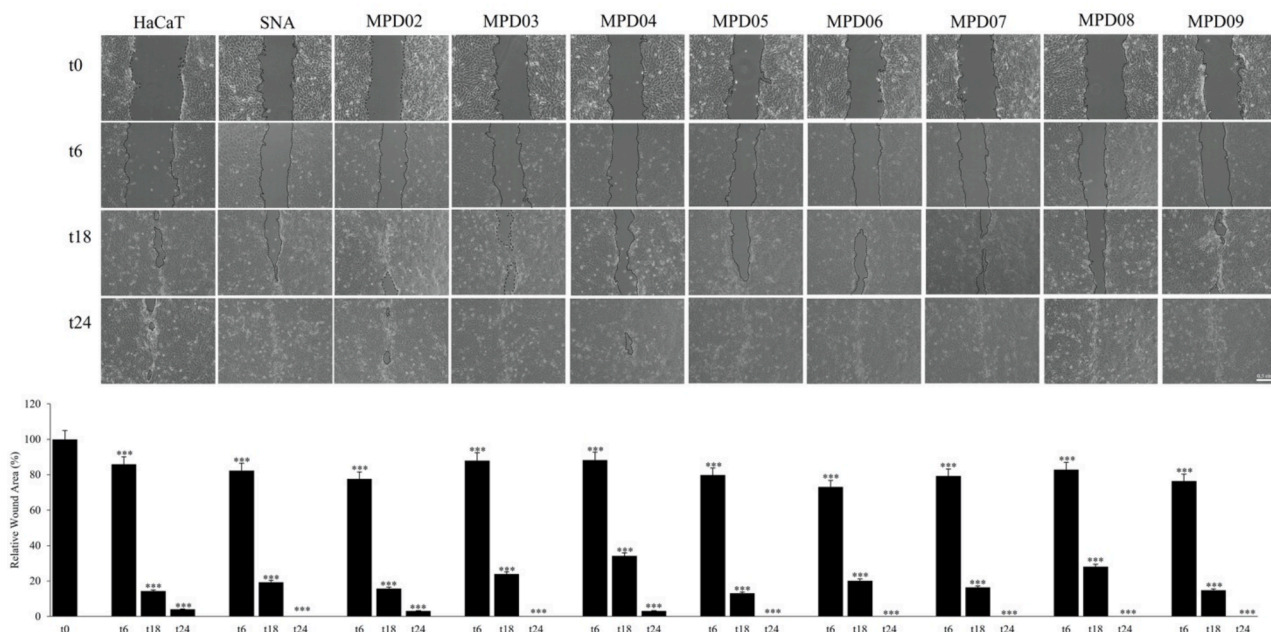 HaCaT SNA MPD02 MPD03 MPD04 MPD05 MPD06 MPD07 MPD08 MPD09
t0
t6
t18
t24
120
100
80
60
40
20
0
Relative Wound Area (%)
*** *** *** *** *** *** *** *** *** ***
*** *** *** *** *** *** *** *** *** ***
*** *** *** *** *** *** *** *** *** ***
t0 t6 t18 t24 t6 t18 t24 t6 t18 t24 t6 t18 t24 t6 t18 t24 t6 t18 t24 t6 t18 t24 t6 t18 t24 t6 t18 t24 t6 t18 t24